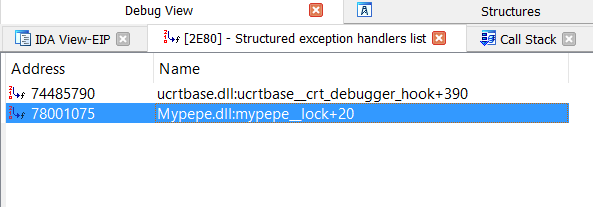 Debug View
Structures
IDA View-EIP
[2E80] - Structured exception handlers list
Call Stack
Address Name
74485790 ucrtbase.dll:ucrtbase__crt_debugger_hook+390
78001075 Mypepe.dll:mypepe__lock+20